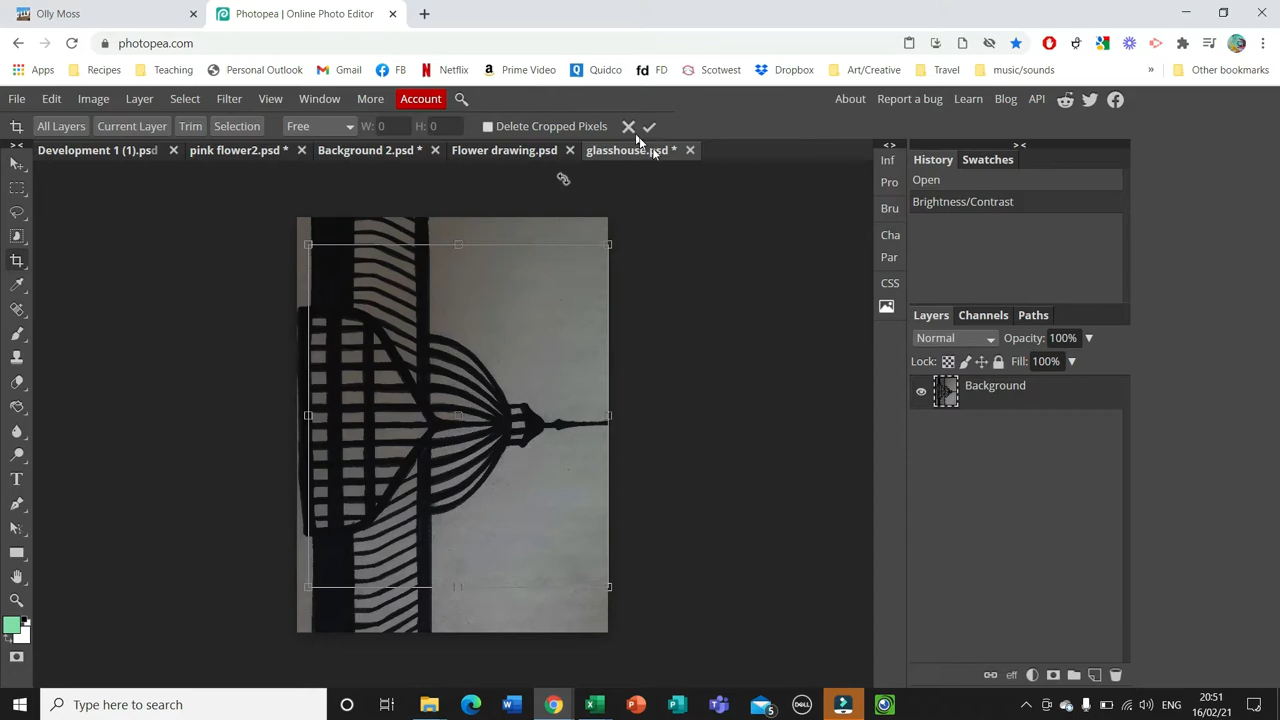 Olly Moss
Photopea | Online Photo Editor
photopea.com
Apps Recipes Teaching Personal Outlook Gmail FB Netflix Prime Video Quidco FD Scotwest Dropbox Art/Creative Travel music/sounds » Other bookmarks
File Edit Image Layer Select Filter View Window More Account About Report a bug Learn Blog API
All Layers Current Layer Trim Selection Free W: 0 H: 0 Delete Cropped Pixels
Development 1 (1).psd pink flower2.psd * Background 2.psd * Flower drawing.psd glasshouse.psd *
<> >< 
Inf
Pro
Bru
Cha
Par
CSS
History Swatches
Open
Brightness/Contrast
Layers Channels Paths
Normal Opacity: 100%
Lock: Fill: 100%
Background
eff
Type here to search
5
DELL
ENG
20:51
16/02/21